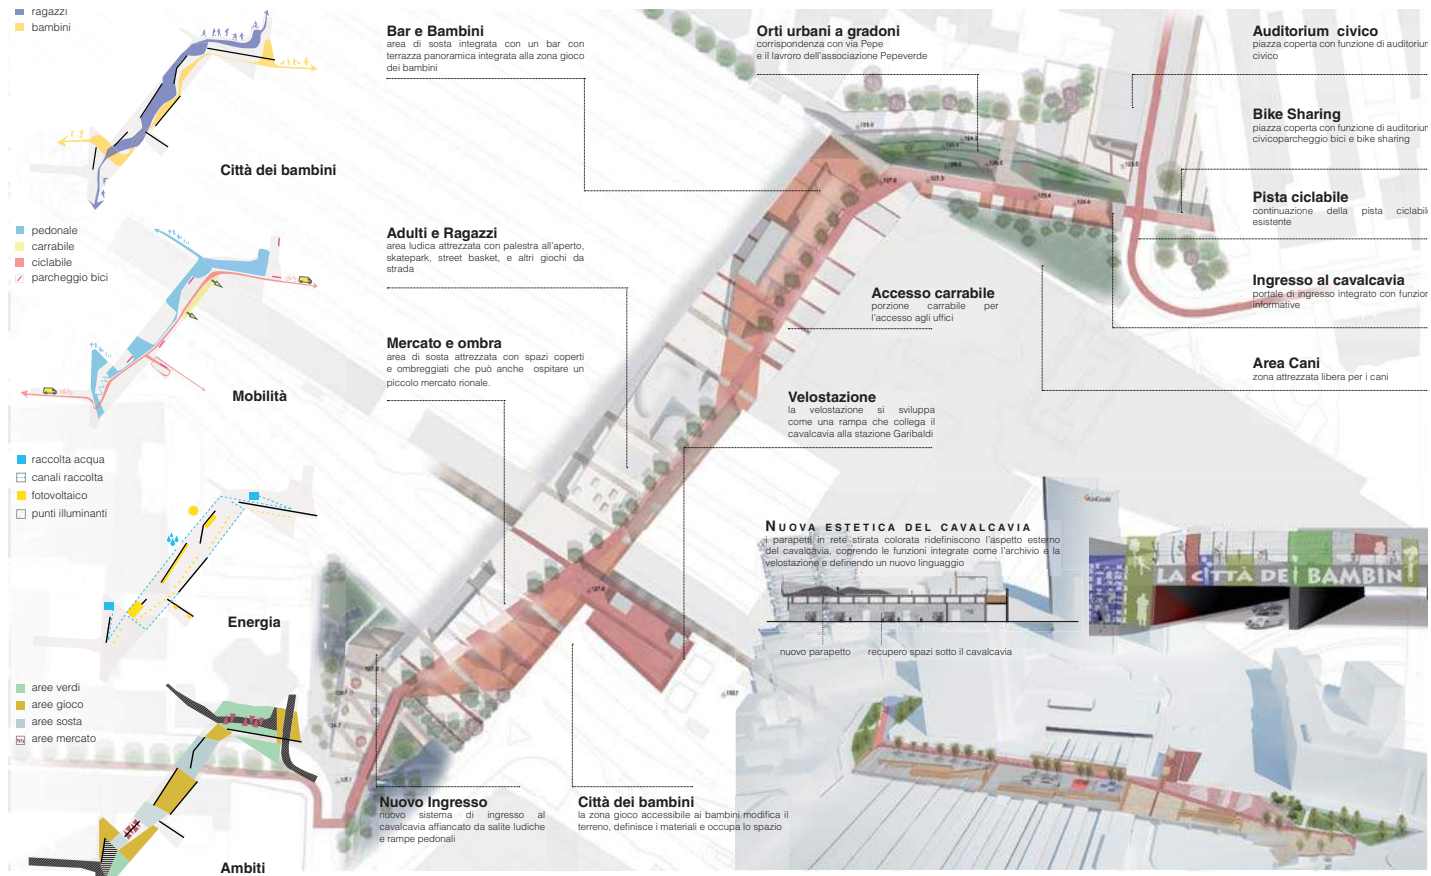 ragazzi
bambini
Città dei bambini
pedonale
carrabile
ciclabile
parcheggio bici
Mobilità
raccolta acqua
canali raccolta
fotovoltaico
punti illuminanti
Energia
aree verdi
aree gioco
aree sosta
aree mercato
Ambiti
Bar e Bambini
area di sosta integrata con un bar con
terrazza panoramica integrata alla zona gioco
dei bambini
Adulti e Ragazzi
area ludica attrezzata con palestra all'aperto,
skatepark, street basket, e altri giochi da
strada
Mercato e ombra
area di sosta attrezzata con spazi coperti
e ombreggiati che può anche ospitare un
piccolo mercato rionale.
Orti urbani a gradoni
corrispondenza con via Pepe
e il lavoro dell'associazione Pepeverde
Accesso carrabile
porzione carrabile per
l'accesso agli uffici
Velostazione
la velostazione si sviluppa
come una rampa che collega il
cavalcavia alla stazione Garibaldi
Auditorium civico
piazza coperta con funzione di auditorium
civico
Bike Sharing
piazza coperta con funzione di auditorium
civicoparcheggio bici e bike sharing
Pista ciclabile
continuazione della pista ciclabile
esistente
Ingresso al cavalcavia
portale di ingresso integrato con funzion
informative
Area Cani
zona attrezzata libera per i cani
NUOVA ESTETICA DEL CAVALCAVIA
i parapetti in rete stirata colorata ridefiniscono l'aspetto esterno
del cavalcavia, coprendo le funzioni integrate come l'archivio e la
velostazione e definendo un nuovo linguaggio
nuovo parapetto
recupero spazi sotto il cavalcavia
UniCredit
LA CITTÀ DEI BAMBIN
Nuovo Ingresso
nuovo sistema di ingresso al
cavalcavia affiancato da salite ludiche
e rampe pedonali
Città dei bambini
la zona gioco accessibile ai bambini modifica il
terreno, definisce i materiali e occupa lo spazio